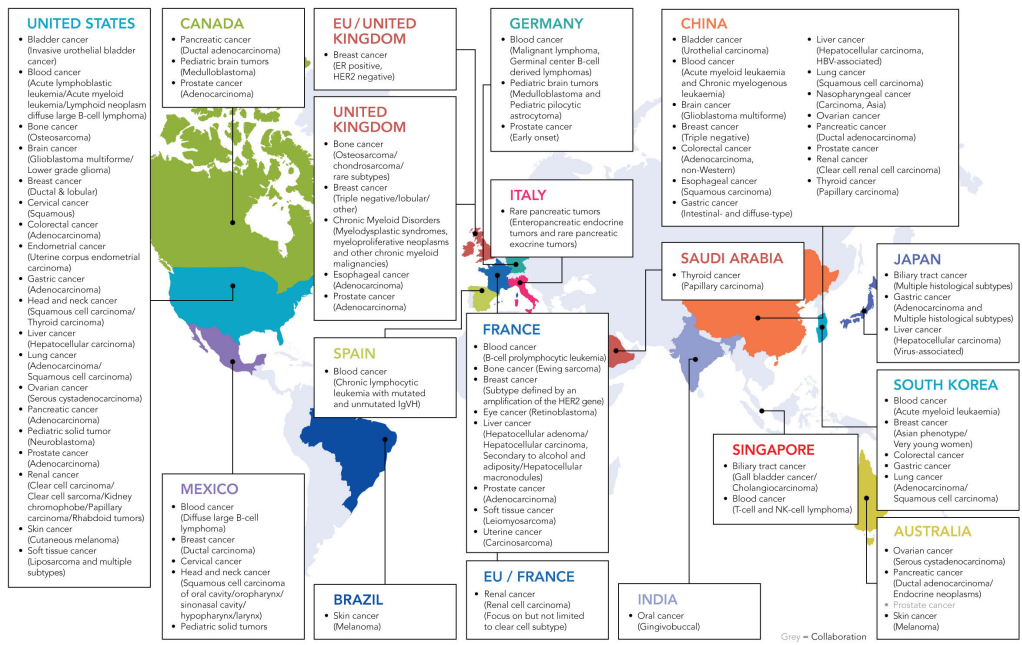 UNITED STATES
• Bladder cancer
(Invasive urothelial bladder
cancer)
• Blood cancer
(Acute lymphoblastic
leukemia/Acute myeloid
leukemia/Lymphoid neoplasm
diffuse large B-cell lymphoma)
• Bone cancer
(Osteosarcoma)
• Brain cancer
(Glioblastoma multiforme/
Lower grade glioma)
• Breast cancer
(Ductal & lobular)
• Cervical cancer
(Squamous)
• Colorectal cancer
(Adenocarcinoma)
• Endometrial cancer
(Uterine corpus endometrial
carcinoma)
• Gastric cancer
(Adenocarcinoma)
• Head and neck cancer
(Squamous cell carcinoma/
Thyroid carcinoma)
• Liver cancer
(Hepatocellular carcinoma)
• Lung cancer
(Adenocarcinoma/
Squamous cell carcinoma)
• Ovarian cancer
(Serous cystadenocarcinoma)
• Pancreatic cancer
(Adenocarcinoma)
• Pediatric solid tumor
(Neuroblastoma)
• Prostate cancer
(Adenocarcinoma)
• Renal cancer
(Clear cell carcinoma/
Clear cell sarcoma/Kidney
chromophobe/Papillary
carcinoma/Rhabdoid tumors)
• Skin cancer
(Cutaneous melanoma)
• Soft tissue cancer
(Liposarcoma and multiple
subtypes)
CANADA
• Pancreatic cancer
(Ductal adenocarcinoma)
• Pediatric brain tumors
(Medulloblastoma)
• Prostate cancer
(Adenocarcinoma)
MEXICO
• Blood cancer
(Diffuse large B-cell
lymphoma)
• Breast cancer
(Ductal carcinoma)
• Cervical cancer
• Head and neck cancer
(Squamous cell carcinoma
of oral cavity/oropharynx/
sinonasal cavity/
hypopharynx/larynx)
• Pediatric solid tumors
EU / UNITED
KINGDOM
• Breast cancer
(ER positive,
HER2 negative)
UNITED
KINGDOM
• Bone cancer
(Osteosarcoma/
chondrosarcoma/
rare subtypes)
• Breast cancer
(Triple negative/lobular/
other)
• Chronic Myeloid Disorders
(Myelodysplastic syndromes,
myeloproliferative neoplasms
and other chronic myeloid
malignancies)
• Esophageal cancer
(Adenocarcinoma)
• Prostate cancer
(Adenocarcinoma)
SPAIN
• Blood cancer
(Chronic lymphocytic
leukemia with mutated
and unmutated IgVH)
BRAZIL
• Skin cancer
(Melanoma)
GERMANY
• Blood cancer
(Malignant lymphoma,
Germinal center B-cell
derived lymphomas)
• Pediatric brain tumors
(Medulloblastoma and
Pediatric pilocytic
astrocytoma)
• Prostate cancer
(Early onset)
ITALY
• Rare pancreatic tumors
(Enteropancreatic endocrine
tumors and rare pancreatic
exocrine tumors)
FRANCE
• Blood cancer
(B-cell prolymphocytic leukemia)
• Bone cancer (Ewing sarcoma)
• Breast cancer
(Subtype defined by an
amplification of the HER2 gene)
• Eye cancer (Retinoblastoma)
• Liver cancer
(Hepatocellular adenoma/
Hepatocellular carcinoma,
Secondary to alcohol and
adiposity/Hepatocellular
macronodules)
• Prostate cancer
(Adenocarcinoma)
• Soft tissue cancer
(Leiomyosarcoma)
• Uterine cancer
(Carcinosarcoma)
EU / FRANCE
• Renal cancer
(Renal cell carcinoma)
(Focus on but not limited
to clear cell subtype)
CHINA
• Bladder cancer
(Urothelial carcinoma)
• Blood cancer
(Acute myeloid leukaemia
and Chronic myelogenous
leukaemia)
• Brain cancer
(Glioblastoma multiforme)
• Breast cancer
(Triple negative)
• Colorectal cancer
(Adenocarcinoma,
non-Western)
• Esophageal cancer
(Squamous carcinoma)
• Gastric cancer
(Intestinal- and diffuse-type)
• Liver cancer
(Hepatocellular carcinoma,
HBV-associated)
• Lung cancer
(Squamous cell carcinoma)
• Nasopharyngeal cancer
(Carcinoma, Asia)
• Ovarian cancer
• Pancreatic cancer
(Ductal adenocarcinoma)
• Prostate cancer
• Renal cancer
(Clear cell renal cell carcinoma)
• Thyroid cancer
(Papillary carcinoma)
SAUDI ARABIA
• Thyroid cancer
(Papillary carcinoma)
JAPAN
• Biliary tract cancer
(Multiple histological subtypes)
• Gastric cancer
(Adenocarcinoma and
Multiple histological subtypes)
• Liver cancer
(Hepatocellular carcinoma)
(Virus-associated)
SOUTH KOREA
• Blood cancer
(Acute myeloid leukaemia)
• Breast cancer
(Asian phenotype/
Very young women)
• Colorectal cancer
• Gastric cancer
• Lung cancer
(Adenocarcinoma/
Squamous cell carcinoma)
SINGAPORE
• Biliary tract cancer
(Gall bladder cancer/
Cholangiocarcinoma)
• Blood cancer
(T-cell and NK-cell lymphoma)
INDIA
• Oral cancer
(Gingivobuccal)
AUSTRALIA
• Ovarian cancer
(Serous cystadenocarcinoma)
• Pancreatic cancer
(Ductal adenocarcinoma/
Endocrine neoplasms)
• Prostate cancer
• Skin cancer
(Melanoma)
Grey = Collaboration